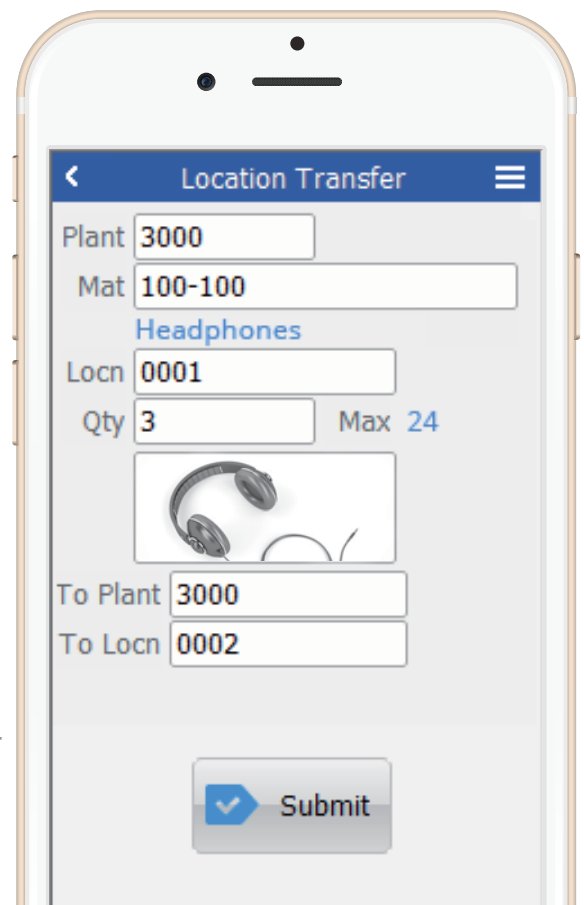 Location Transfer
Plant 3000
Mat 100-100
Headphones
Locn 0001
Qty 3 Max 24
To Plant 3000
To Locn 0002
Submit